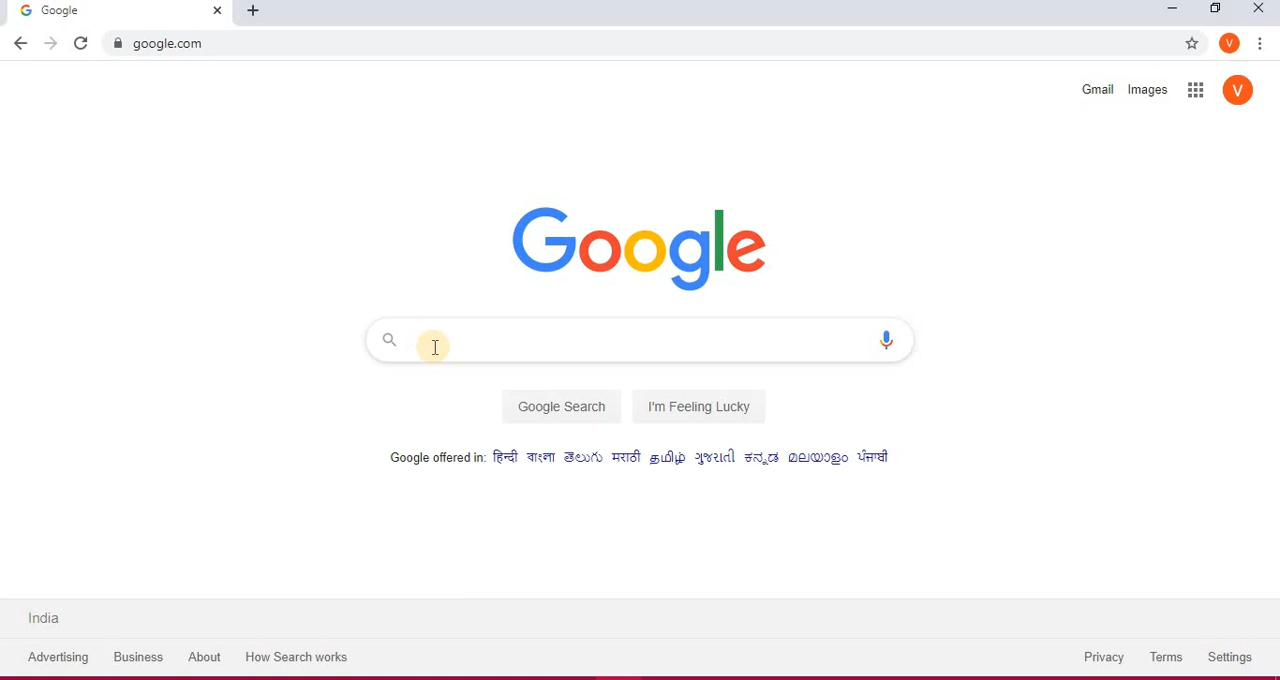 Google
google.com
V
Gmail Images V
Google
Google Search I'm Feeling Lucky
Google offered in: हिन्दी বাংলা తెలుగు मराठी தமிழ் ગુજરાતી ಕನ್ನಡ മലയാളം ਪੰਜਾਬੀ
India
Advertising Business About How Search works Privacy Terms Settings